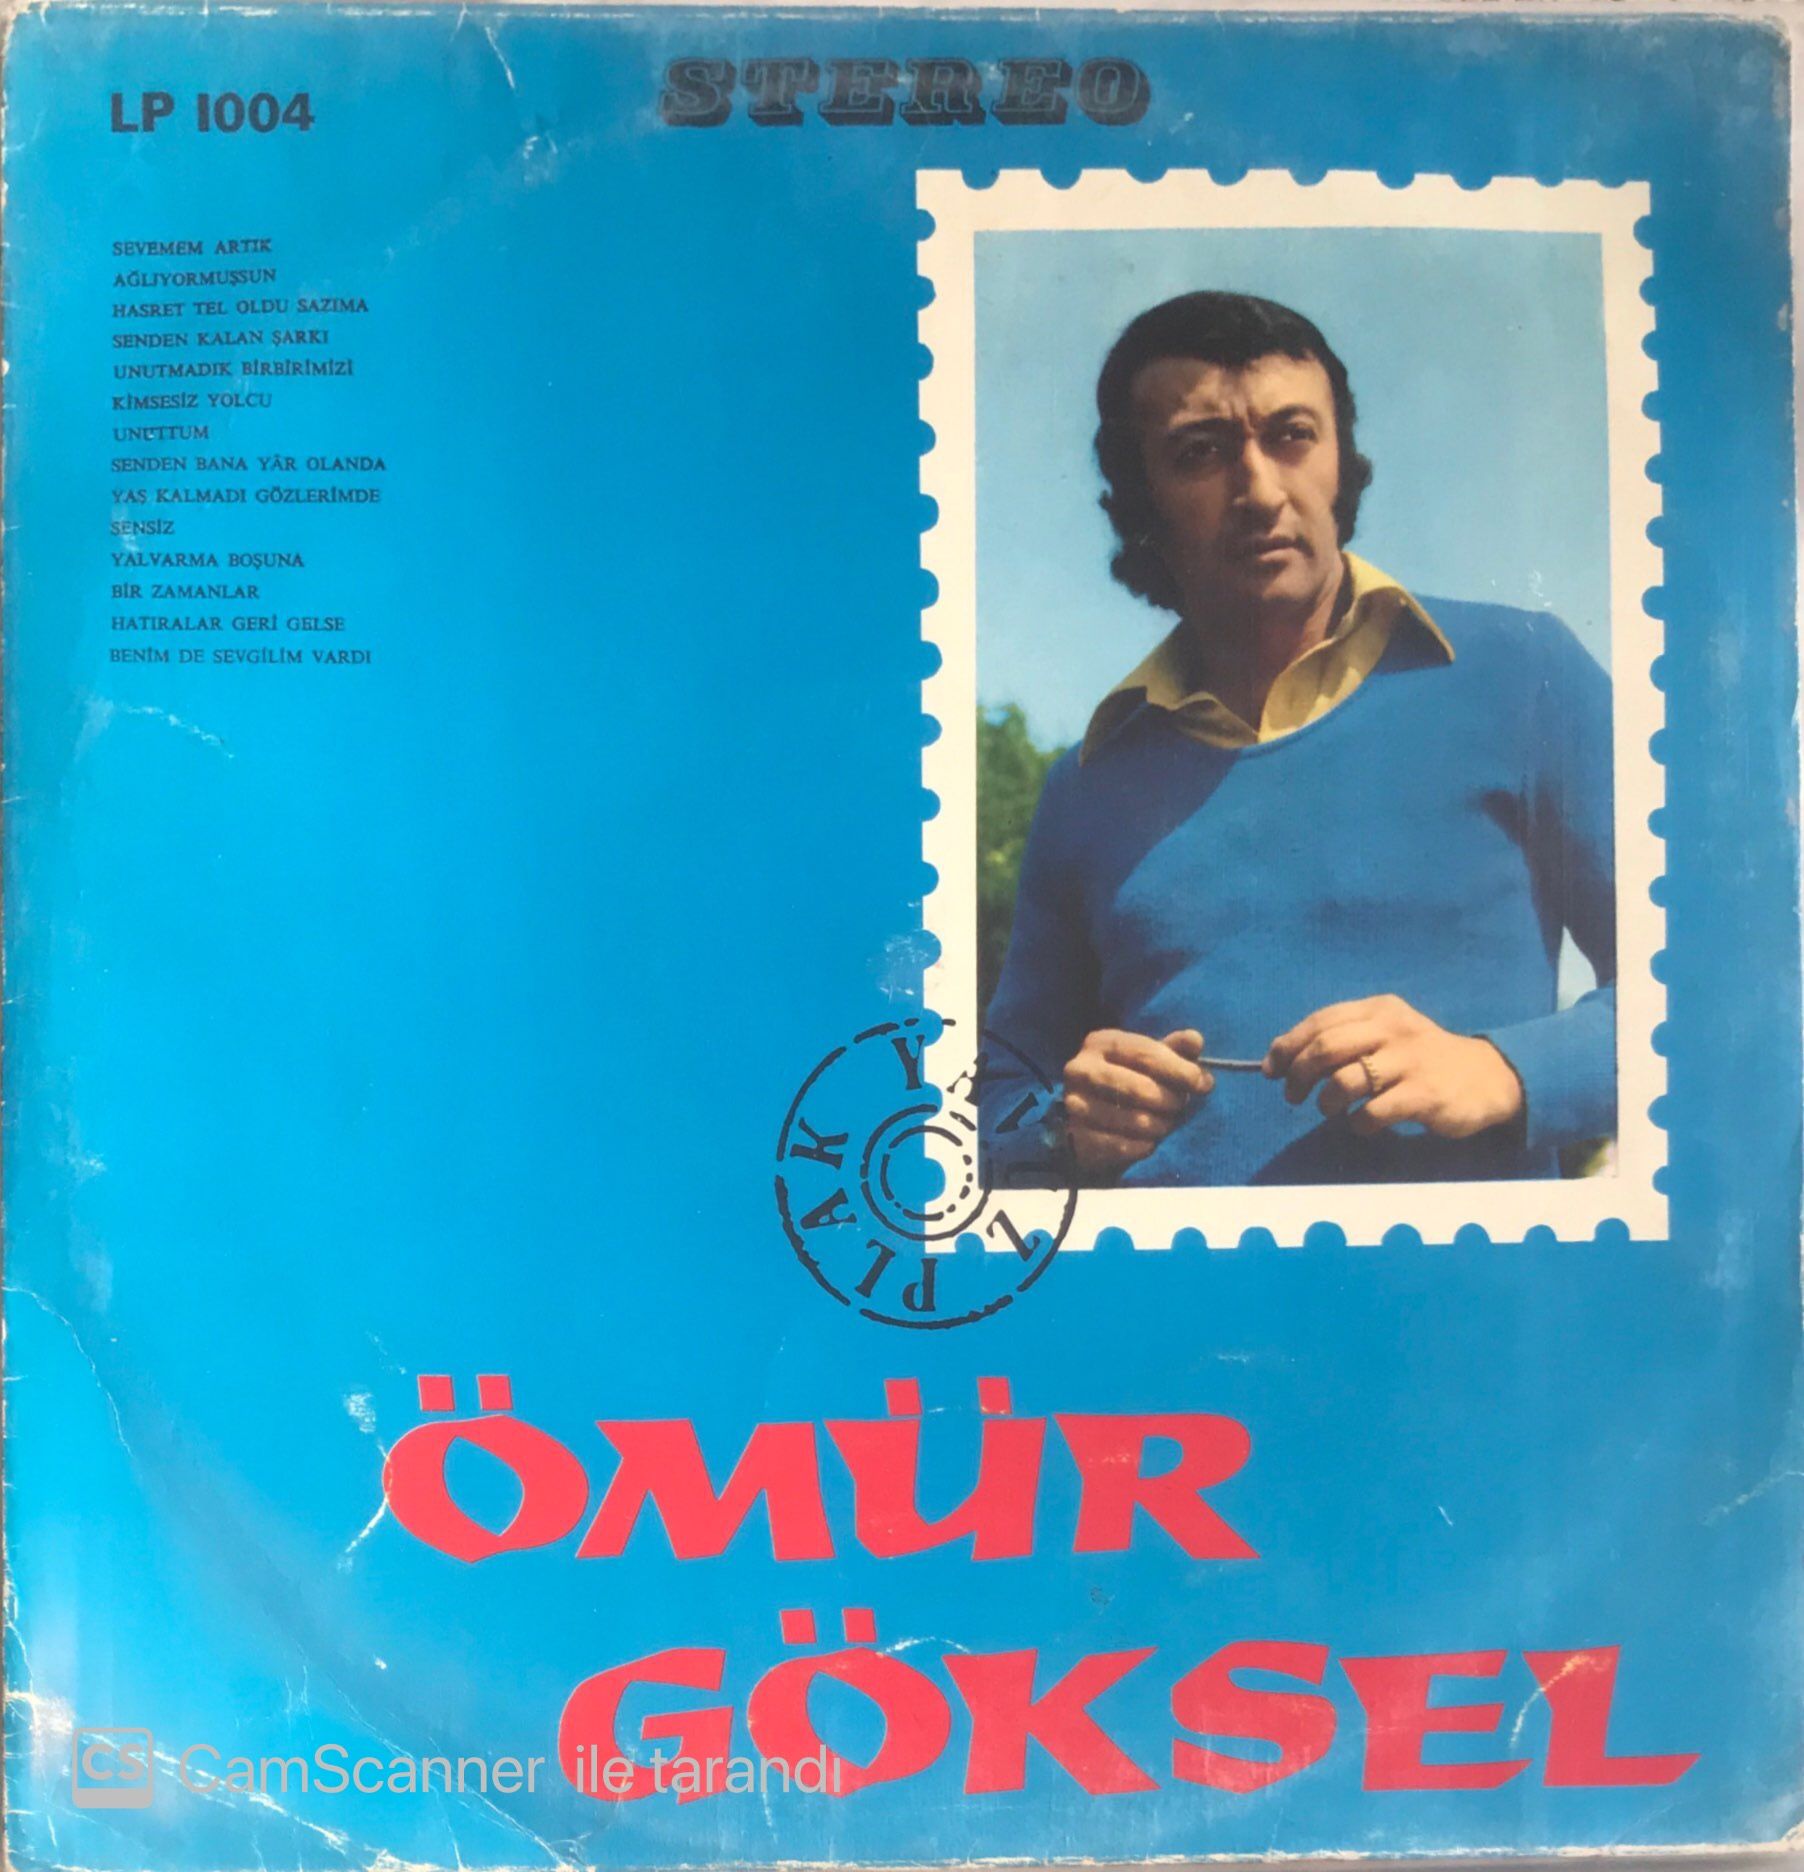 LP 1004
STEREO
SEVEMEM ARTIK
AĞLIYORMUŞSUN
HASRET TEL OLDU SAZIMA
SENDEN KALAN ŞARKI
UNUTMADIK BİRBİRİMİZİ
KİMSESİZ YOLCU
UNUTTUM
SENDEN BANA YÂR OLANDA
YAŞ KALMADI GÖZLERİMDE
SENSİZ
YALVARMA BOŞUNA
BİR ZAMANLAR
HATIRALAR GERİ GELSE
BENİM DE SEVGİLİM VARDI
PLAK
ÖMÜR
GÖKSEL
CS CamScanner ile tarandı